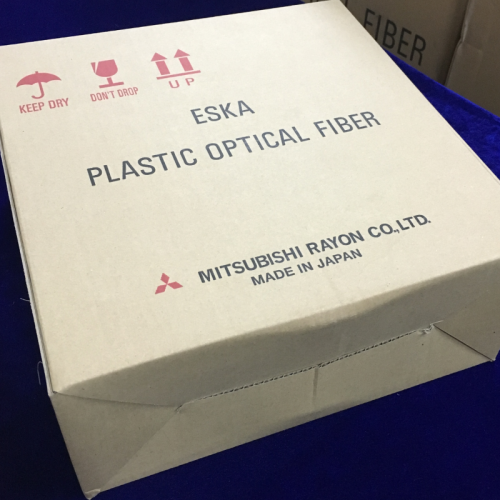 KEEP DRY
DON'T DROP
UP
ESKA
PLASTIC OPTICAL FIBER
MITSUBISHI RAYON CO.,LTD.
MADE IN JAPAN
FIBER